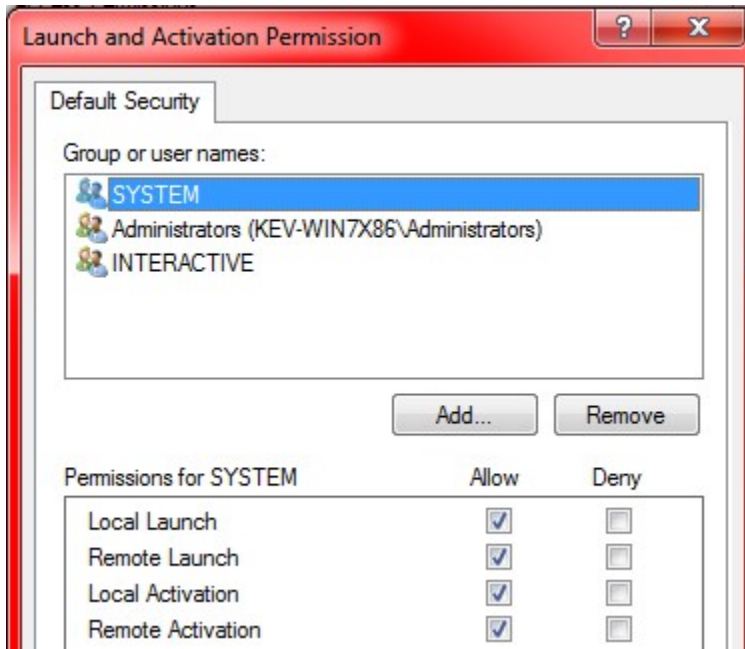 Launch and Activation Permission
?
X
Default Security
Group or user names:
SYSTEM
Administrators (KEV-WIN7X86\Administrators)
INTERACTIVE
Add... Remove
Permissions for SYSTEM Allow Deny
Local Launch
Remote Launch
Local Activation
Remote Activation